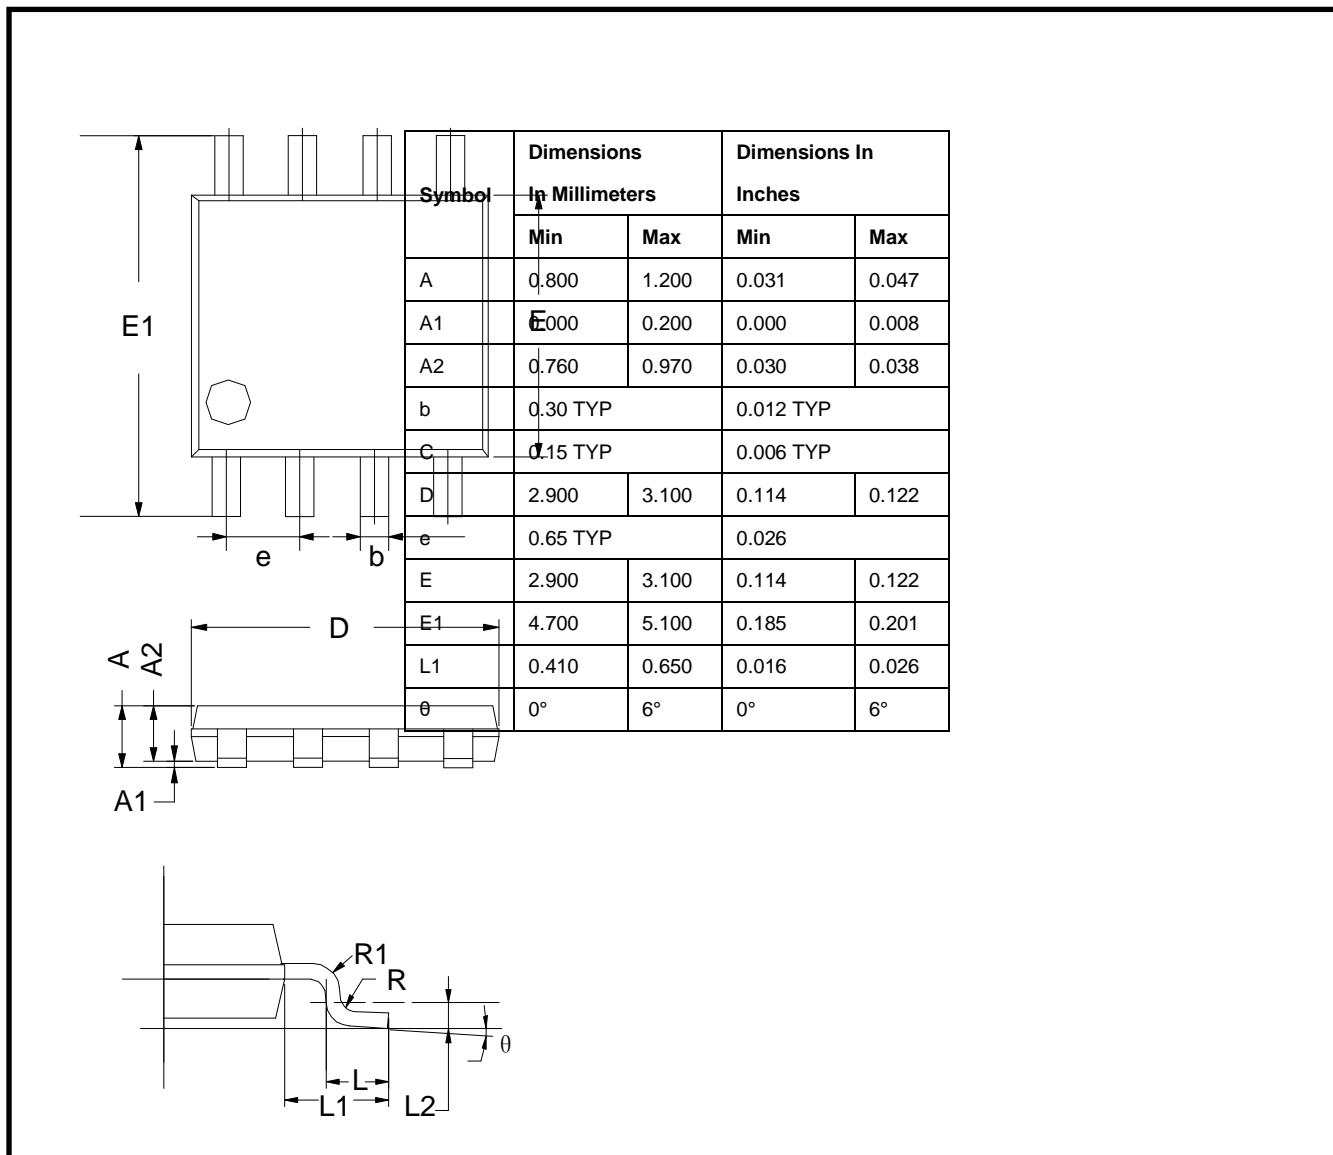 Symbol Dimensions In Millimeters Dimensions In Inches
Min Max Min Max
A 0.800 1.200 0.031 0.047
A1 0.000 0.200 0.000 0.008
A2 0.760 0.970 0.030 0.038
b 0.30 TYP 0.012 TYP
C 0.15 TYP 0.006 TYP
D 2.900 3.100 0.114 0.122
e 0.65 TYP 0.026
E 2.900 3.100 0.114 0.122
E1 4.700 5.100 0.185 0.201
L1 0.410 0.650 0.016 0.026
θ 0° 6° 0° 6°
E1
E
e
b
D
A
A2
A1
R1
R
θ
L
L1
L2